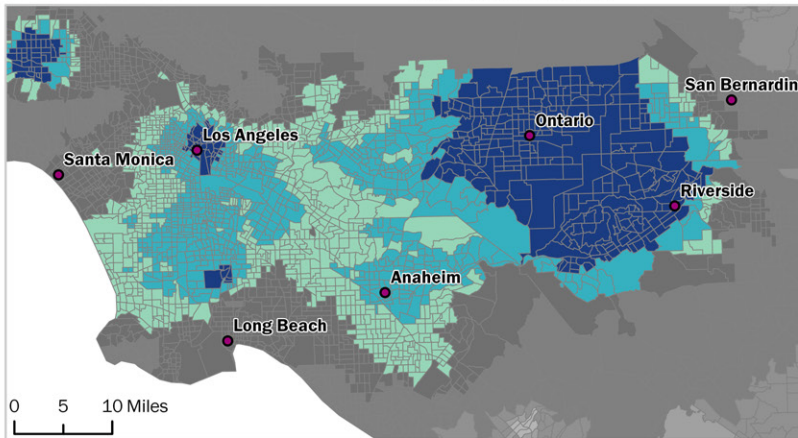 San Bernardin
Ontario
Los Angeles
Santa Monica
Riverside
Anaheim
Long Beach
0 5 10 Miles